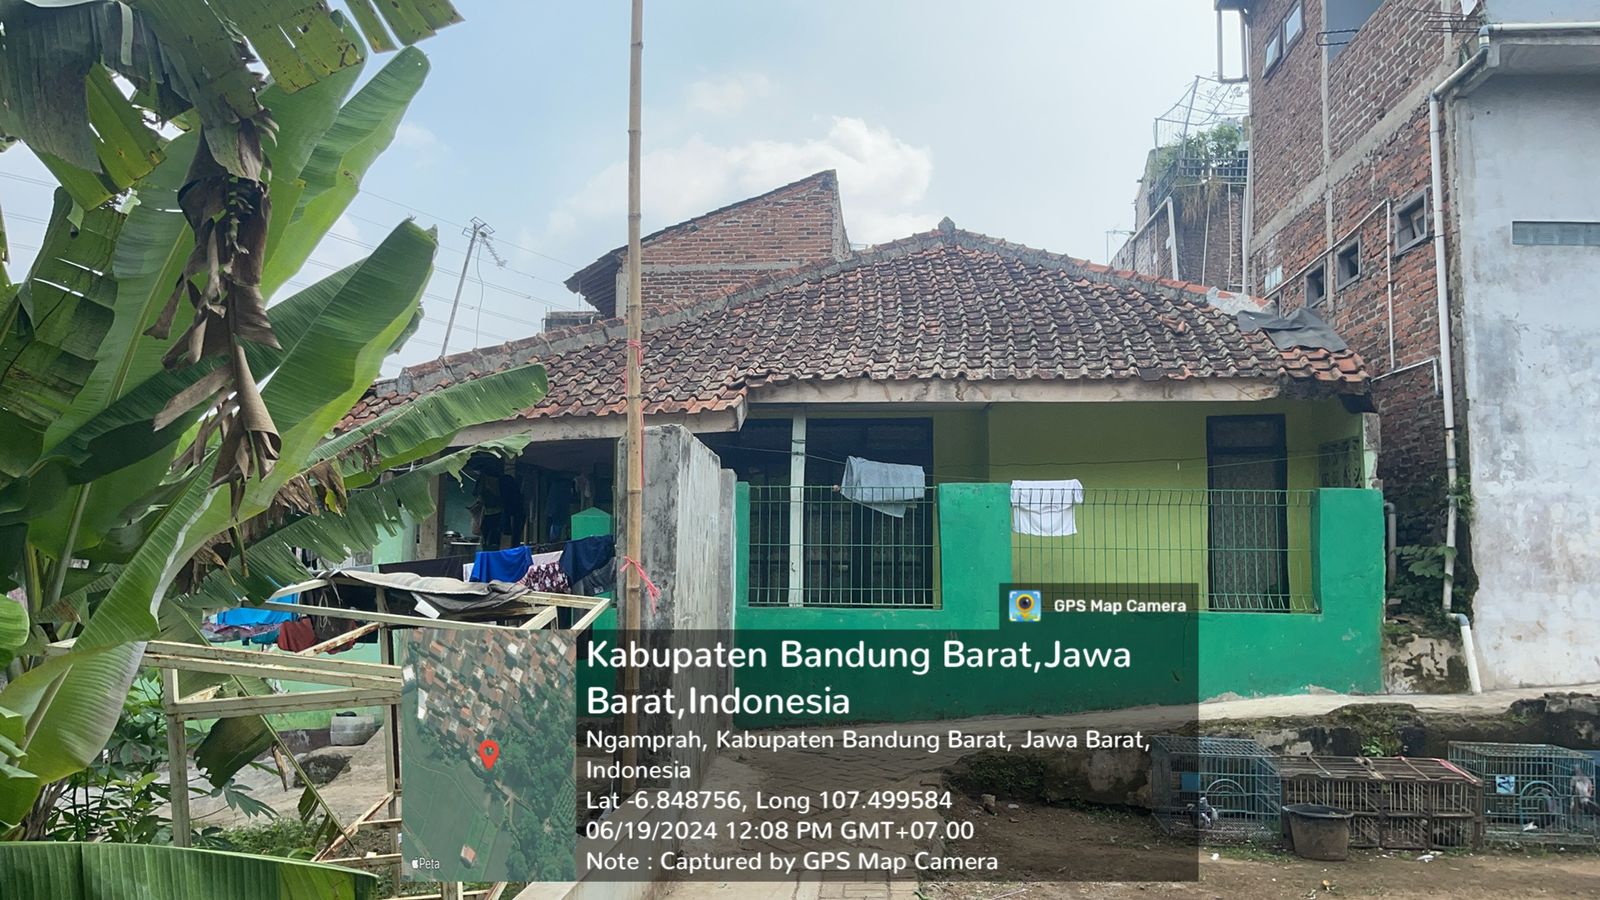 GPS Map Camera
Kabupaten Bandung Barat,Jawa
Barat,Indonesia
Ngamprah, Kabupaten Bandung Barat, Jawa Barat,
Indonesia
Lat -6.848756, Long 107.499584
06/19/2024 12:08 PM GMT+07.00
Note : Captured by GPS Map Camera
Peta